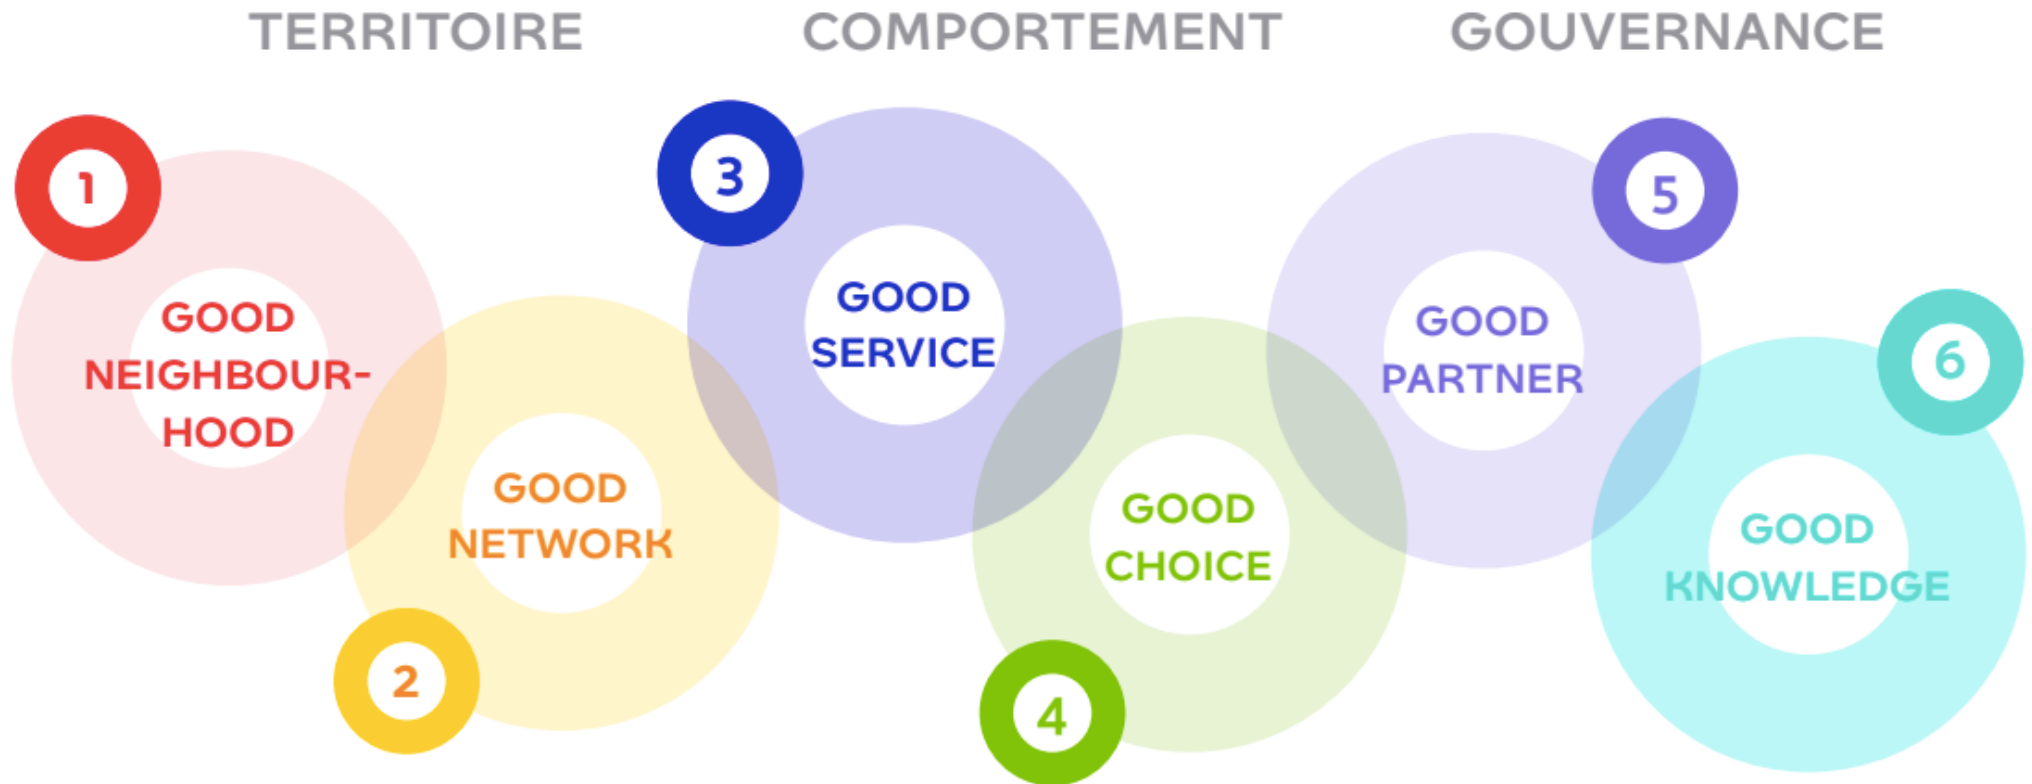 TERRITOIRE
COMPORTEMENT
GOUVERNANCE
1
GOOD
NEIGHBOUR-
HOOD
2
GOOD
NETWORK
3
GOOD
SERVICE
4
GOOD
CHOICE
5
GOOD
PARTNER
6
GOOD
KNOWLEDGE